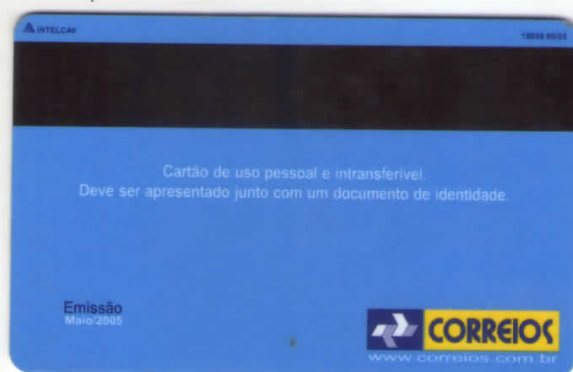 INTELCAV
Cartão de uso pessoal e intransferível.
Deve ser apresentado junto com um documento de identidade.
Emissão
Maio/2005
CORREIOS
www.correios.com.br